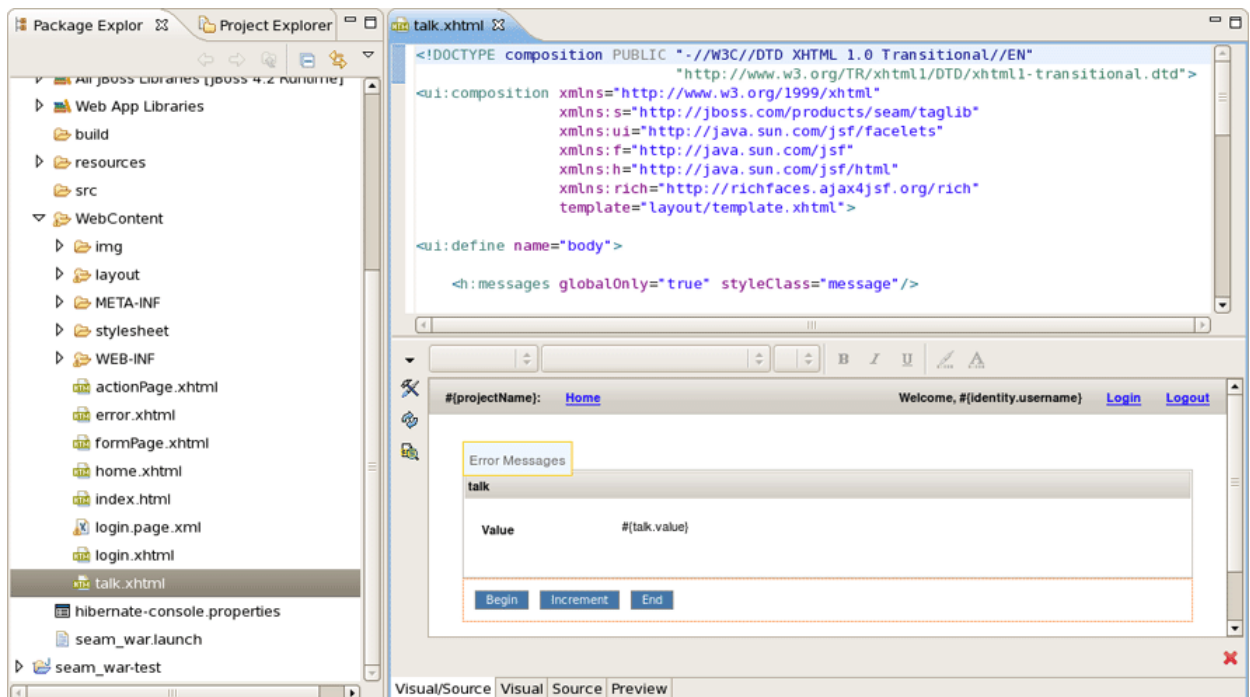 Package Explor
Project Explorer
All JBoss Libraries [JBoss 4.2 Runtime]
Web App Libraries
build
resources
src
WebContent
img
layout
META-INF
stylesheet
WEB-INF
actionPage.xhtml
error.xhtml
formPage.xhtml
home.xhtml
index.html
login.page.xml
login.xhtml
talk.xhtml
hibernate-console.properties
seam_war.launch
seam_war-test
talk.xhtml
<!DOCTYPE composition PUBLIC "-//W3C//DTD XHTML 1.0 Transitional//EN"
"http://www.w3.org/TR/xhtml1/DTD/xhtml1-transitional.dtd">
<ui:composition xmlns="http://www.w3.org/1999/xhtml"
xmlns:s="http://jboss.com/products/seam/taglib"
xmlns:ui="http://java.sun.com/jsf/facelets"
xmlns:f="http://java.sun.com/jsf"
xmlns:h="http://java.sun.com/jsf/html"
xmlns:rich="http://richfaces.ajax4jsf.org/rich"
template="layout/template.xhtml">
<ui:define name="body">
<h:messages globalOnly="true" styleClass="message"/>
B I U A
#{projectName}: Home Welcome, #{identity.username} Login Logout
Error Messages
talk
Value #{talk.value}
Begin Increment End
Visual/Source Visual Source Preview